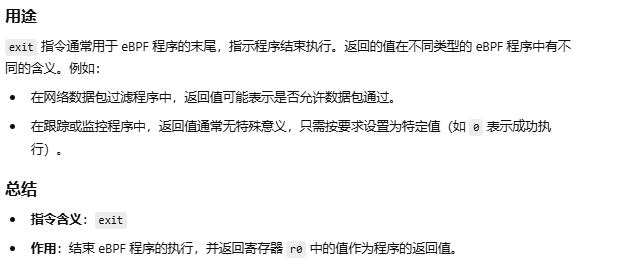 用途
exit 指令通常用于 eBPF 程序的末尾，指示程序结束执行。返回的值在不同类型的 eBPF 程序中有不
同的含义。例如：
• 在网络数据包过滤程序中，返回值可能表示是否允许数据包通过。
• 在跟踪或监控程序中，返回值通常无特殊意义，只需按要求设置为特定值（如 0 表示成功执
行）。
总结
• 指令含义：exit
• 作用：结束 eBPF 程序的执行，并返回寄存器 r0 中的值作为程序的返回值。